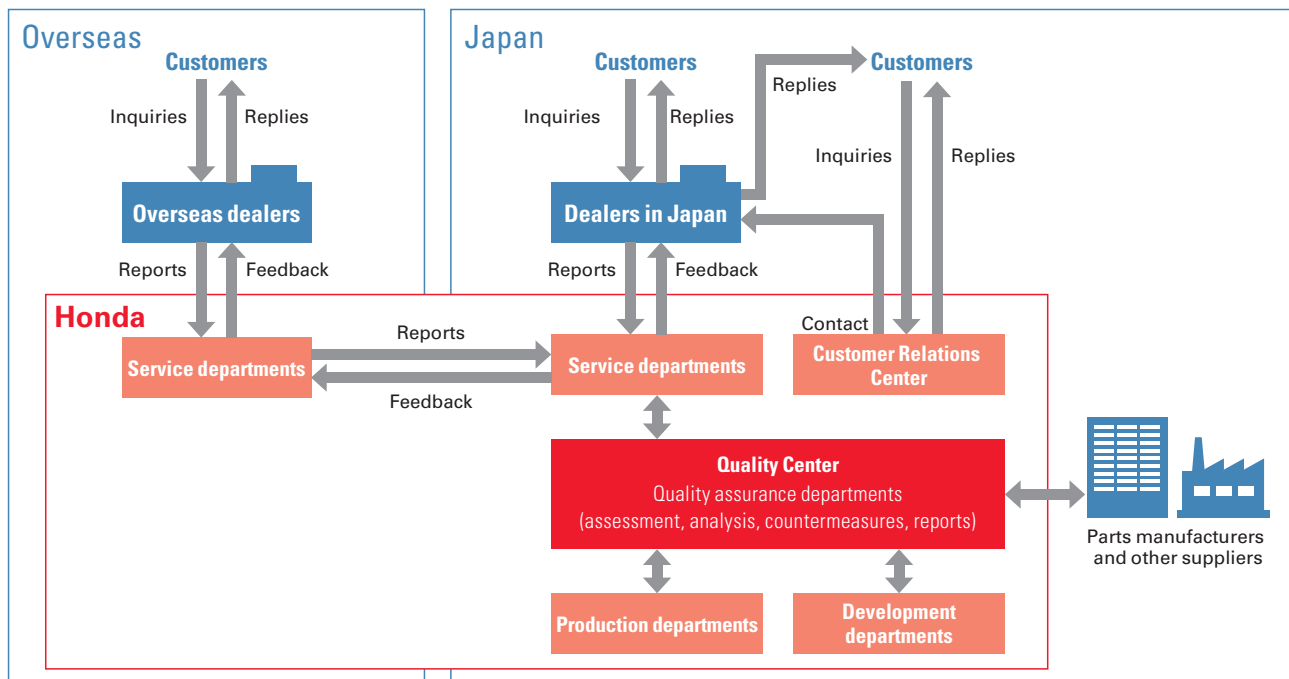 Overseas
Customers
Inquiries
Replies
Overseas dealers
Reports
Feedback
Japan
Customers
Inquiries
Replies
Dealers in Japan
Reports
Feedback
Replies
Customers
Inquiries
Replies
Contact
Honda
Service departments
Reports
Feedback
Service departments
Customer Relations
Center
Quality Center
Quality assurance departments
(assessment, analysis, countermeasures, reports)
Parts manufacturers
and other suppliers
Production departments
Development
departments